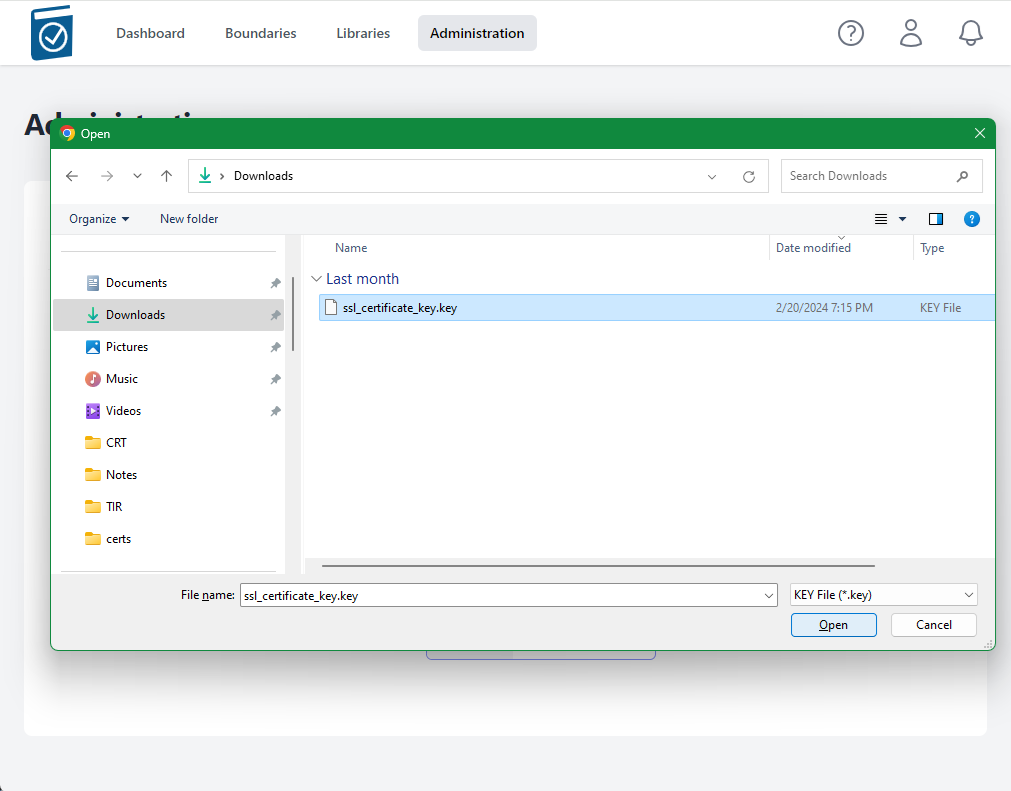 Dashboard Boundaries Libraries Administration
Open
Downloads
Search Downloads
Organize New folder
Name Date modified Type
Last month
ssl_certificate_key.key 2/20/2024 7:15 PM KEY File
Documents
Downloads
Pictures
Music
Videos
CRT
Notes
TIR
certs
File name: ssl_certificate_key.key KEY File (*.key)
Open Cancel